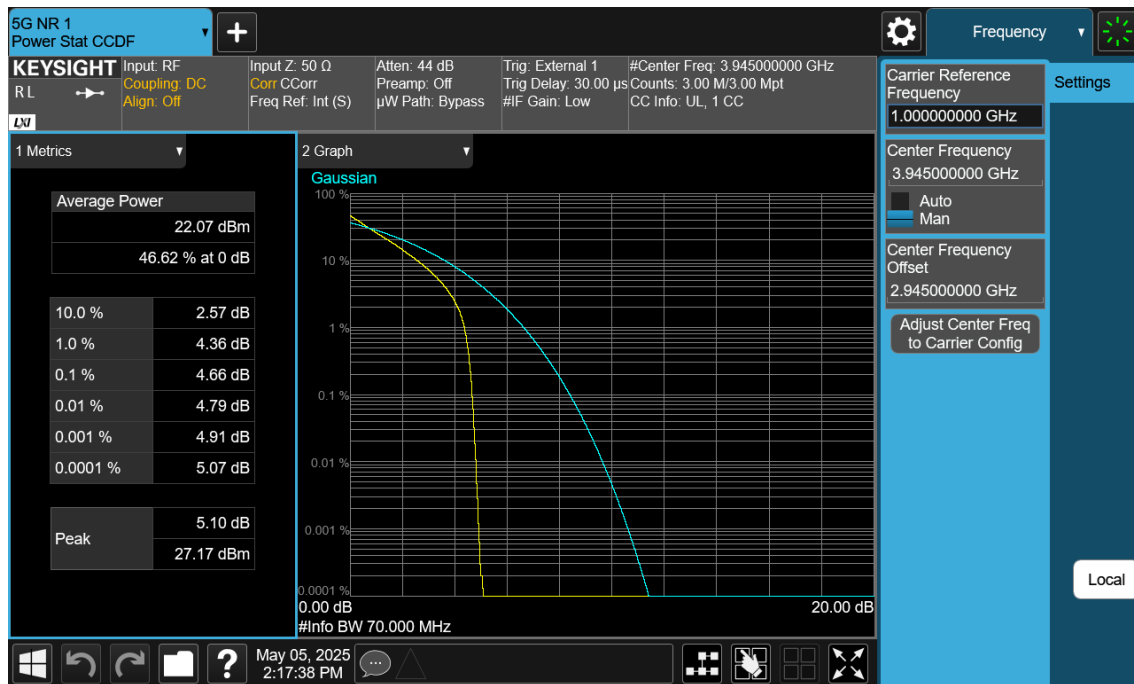 5G NR 1
Power Stat CCDF
Frequency
KEYSIGHT
R L
LXI
Input: RF
Coupling: DC
Align: Off
Input Z: 50 Ω
Corr CCorr
Freq Ref: Int (S)
Atten: 44 dB
Preamp: Off
µW Path: Bypass
Trig: External 1
Trig Delay: 30.00 µs
#IF Gain: Low
#Center Freq: 3.945000000 GHz
Counts: 3.00 M/3.00 Mpt
CC Info: UL, 1 CC
1 Metrics
Average Power
22.07 dBm
46.62 % at 0 dB
10.0 % 2.57 dB
1.0 % 4.36 dB
0.1 % 4.66 dB
0.01 % 4.79 dB
0.001 % 4.91 dB
0.0001 % 5.07 dB
Peak
5.10 dB
27.17 dBm
2 Graph
Gaussian
100 %
10 %
1 %
0.1 %
0.01 %
0.001 %
0.0001 %
0.00 dB 20.00 dB
#Info BW 70.000 MHz
Carrier Reference
Frequency
1.000000000 GHz
Center Frequency
3.945000000 GHz
Auto
Man
Center Frequency
Offset
2.945000000 GHz
Adjust Center Freq
to Carrier Config
Settings
Local
?
May 05, 2025
2:17:38 PM